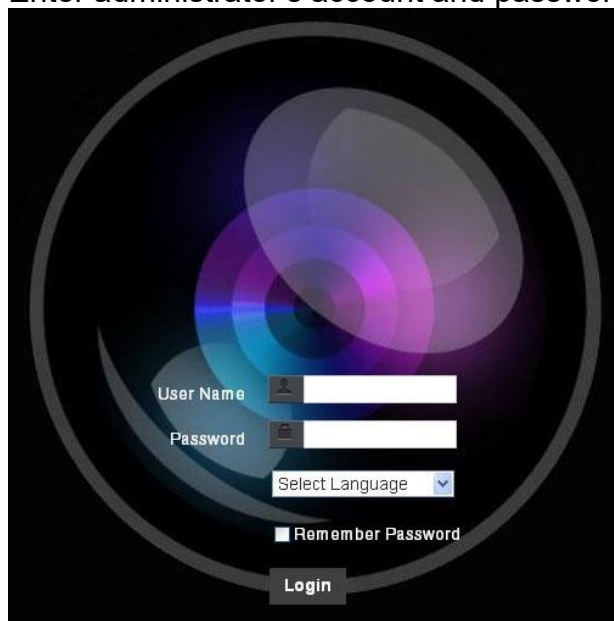 Enter administrator's account and passwor
User Name
Password
Select Language
Remember Password
Login